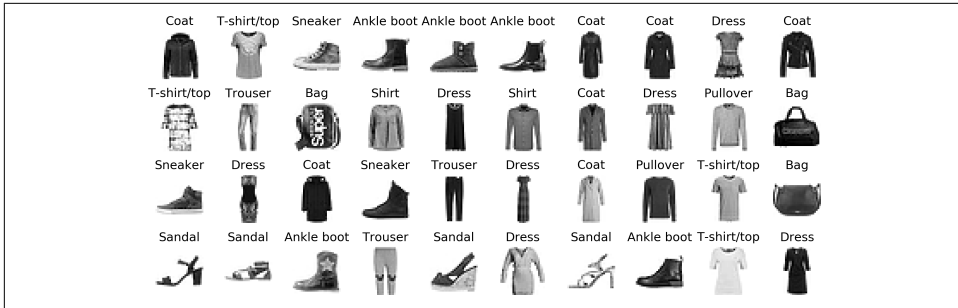 Coat T-shirt/top Sneaker Ankle boot Ankle boot Ankle boot Coat Coat Dress Coat
T-shirt/top Trouser Bag Shirt Dress Shirt Coat Dress Pullover Bag
Super
Sneaker Dress Coat Sneaker Trouser Dress Coat Pullover T-shirt/top Bag
Sandal Sandal Ankle boot Trouser Sandal Dress Sandal Ankle boot T-shirt/top Dress